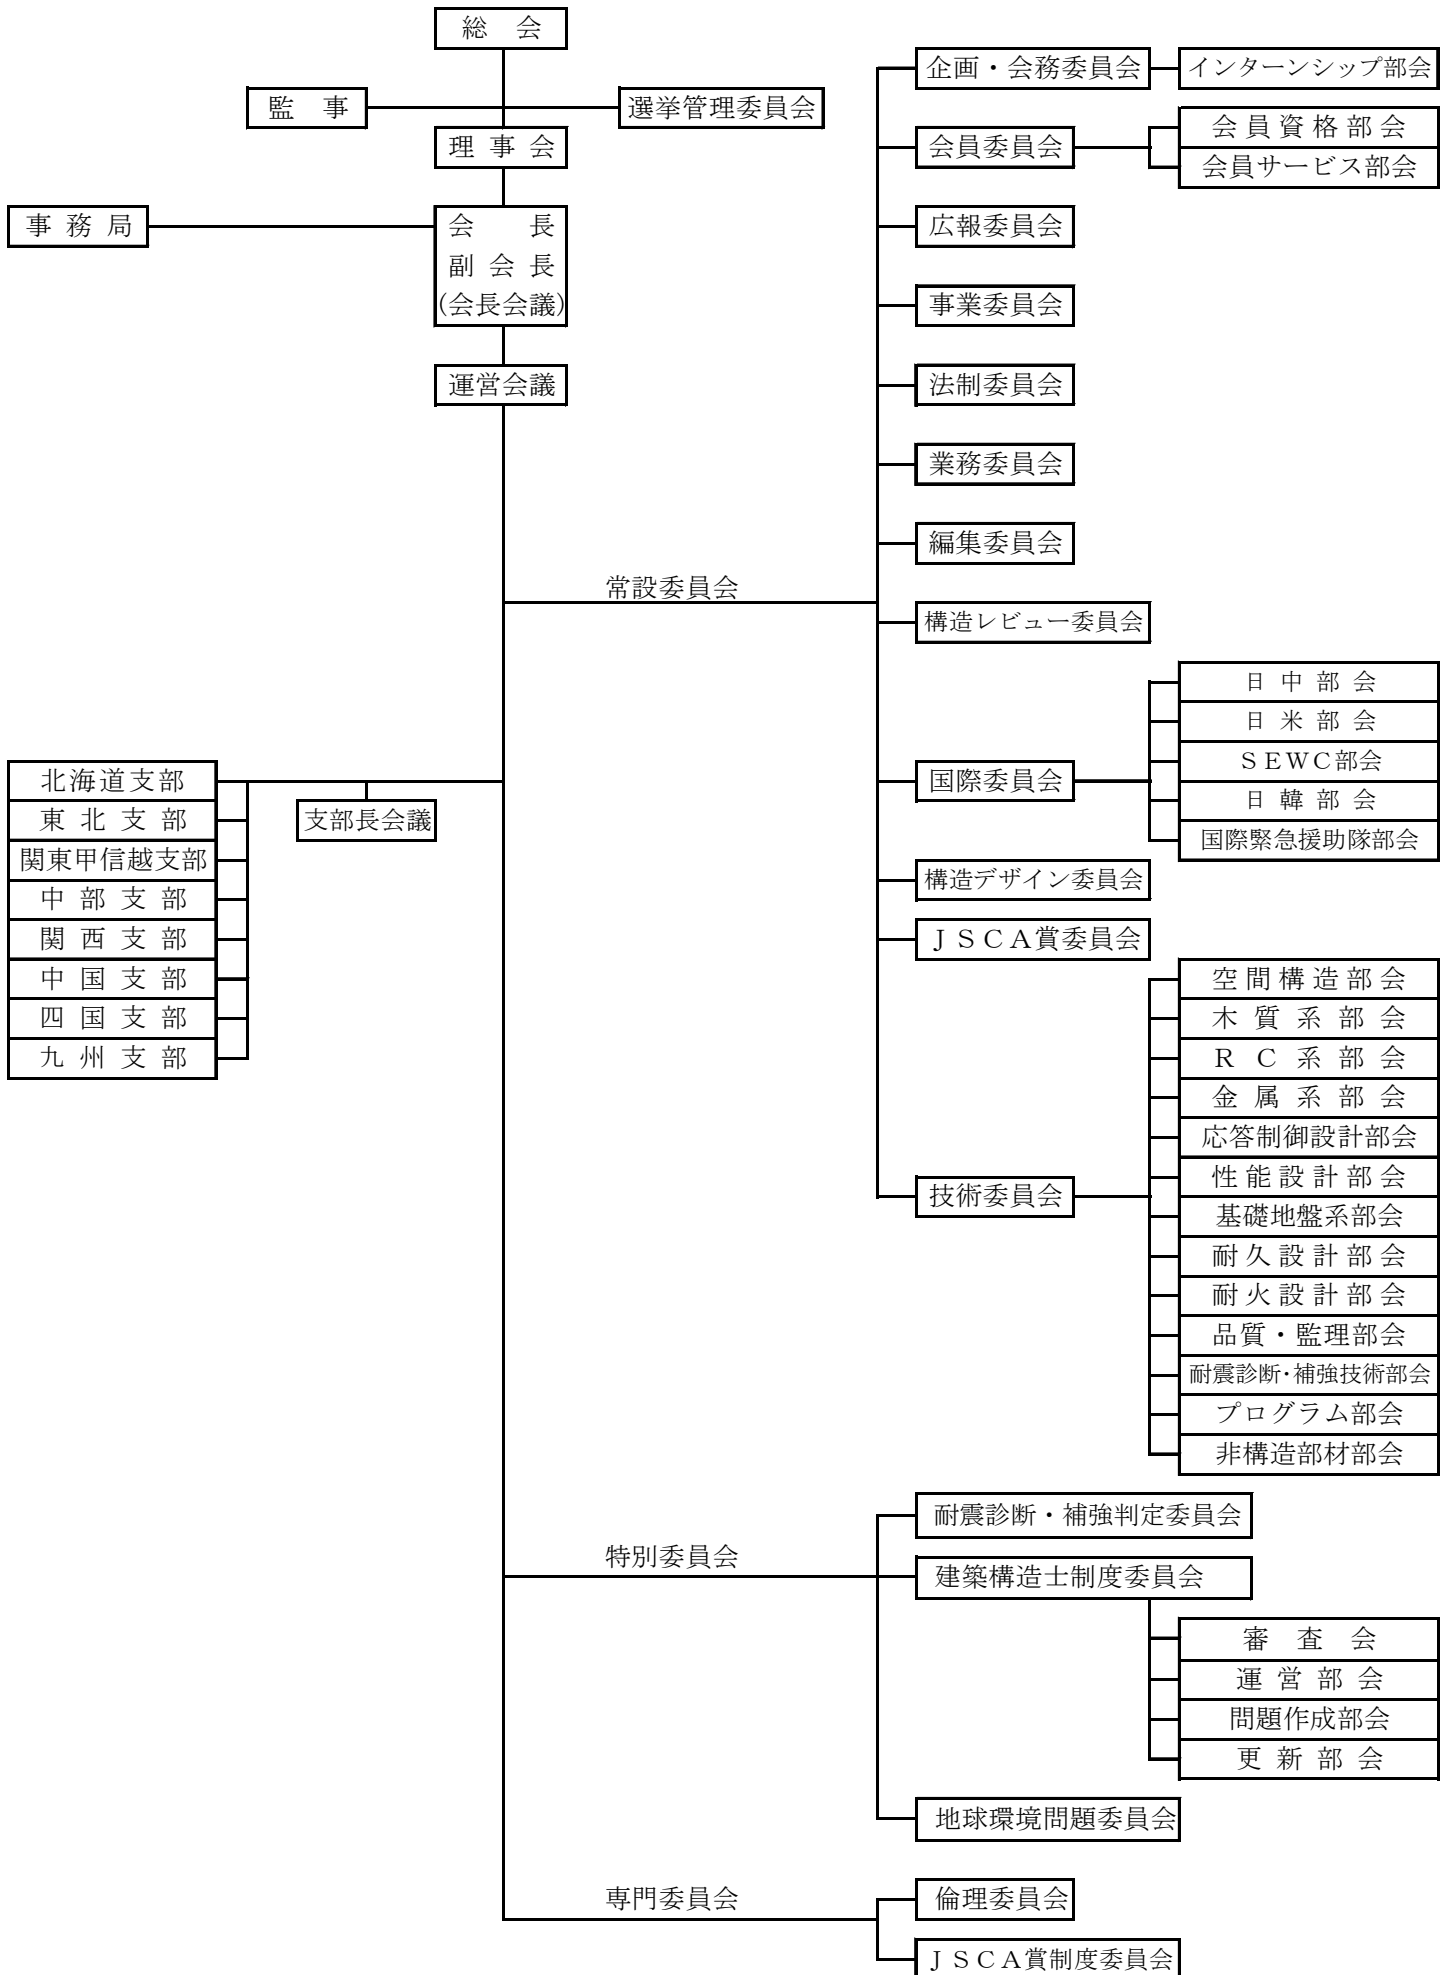 総　会
監　事
選挙管理委員会
理 事 会
事 務 局
会　　長
副 会 長
(会長会議)
運営会議
常設委員会
企画・会務委員会
インターンシップ部会
会員委員会
会 員 資 格 部 会
会員サービス部会
広報委員会
事業委員会
法制委員会
業務委員会
編集委員会
構造レビュー委員会
国際委員会
日 中 部 会
日 米 部 会
ＳＥＷＣ部会
日 韓 部 会
国際緊急援助隊部会
構造デザイン委員会
ＪＳＣＡ賞委員会
技術委員会
空 間 構 造 部 会
木 質 系 部 会
Ｒ Ｃ 系 部 会
金 属 系 部 会
応答制御設計部会
性 能 設 計 部 会
基礎地盤系部会
耐 久 設 計 部 会
耐 火 設 計 部 会
品質・監理部会
耐震診断・補強技術部会
プログラム部会
非構造部材部会
北海道支部
東 北 支 部
関東甲信越支部
中 部 支 部
関 西 支 部
中 国 支 部
四 国 支 部
九 州 支 部
支部長会議
特別委員会
耐震診断・補強判定委員会
建築構造士制度委員会
審　査　会
運 営 部 会
問題作成部会
更 新 部 会
地球環境問題委員会
専門委員会
倫理委員会
ＪＳＣＡ賞制度委員会